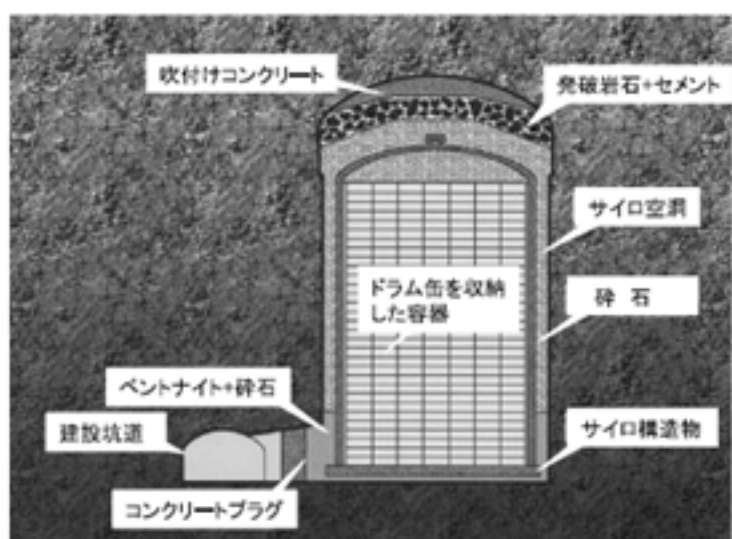 吹付けコンクリート
発破岩石+セメント
サイロ空洞
ドラム缶を収納
した容器
砕 石
ベントナイト+砕石
建設坑道
サイロ構造物
コンクリートプラグ